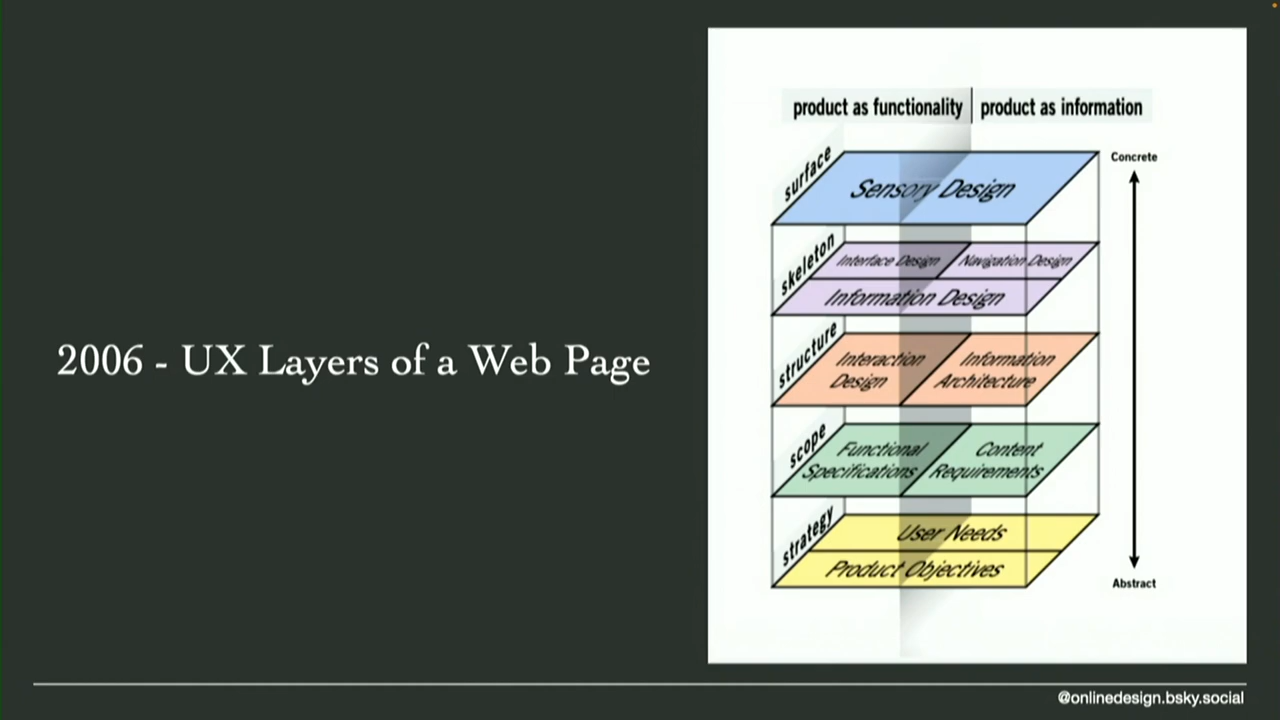 2006 - UX Layers of a Web Page
product as functionality
product as information
surface
Sensory Design
Concrete
skeleton
Interface Design
Navigation Design
Information Design
structure
Interaction
Design
Information
Architecture
scope
Functional
Specifications
Content
Requirements
strategy
User Needs
Product Objectives
Abstract
@onlinedesign.bsky.social